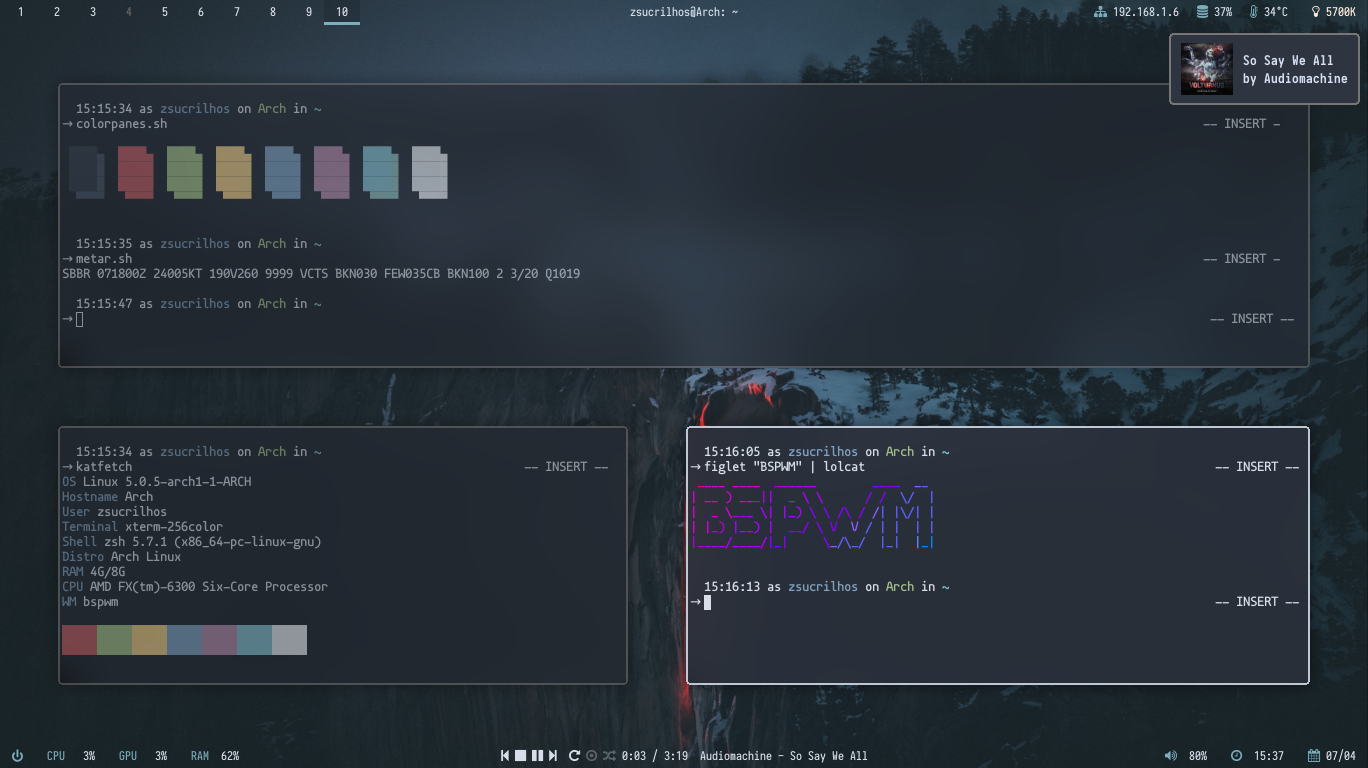 1 2 3 4 5 6 7 8 9 10 zsucrilhos@Arch: ~ 192.168.1.6 37% 34°C 5700K
So Say We All
by Audiomachine
VOLTURNUS
15:15:34 as zsucrilhos on Arch in ~
→ colorpanes.sh -- INSERT -
15:15:35 as zsucrilhos on Arch in ~
→ metar.sh -- INSERT -
SBBR 071800Z 24005KT 190V260 9999 VCTS BKN030 FEW035CB BKN100 2 3/20 Q1019
15:15:47 as zsucrilhos on Arch in ~
→ -- INSERT --
15:15:34 as zsucrilhos on Arch in ~
→ katfetch -- INSERT --
OS Linux 5.0.5-arch1-1-ARCH
Hostname Arch
User zsucrilhos
Terminal xterm-256color
Shell zsh 5.7.1 (x86_64-pc-linux-gnu)
Distro Arch Linux
RAM 4G/8G
CPU AMD FX(tm)-6300 Six-Core Processor
WM bspwm
15:16:05 as zsucrilhos on Arch in ~
→ figlet "BSPWM" | lolcat -- INSERT --
BSPWM
15:16:13 as zsucrilhos on Arch in ~
→ -- INSERT --
CPU 3% GPU 3% RAM 62% 0:03 / 3:19 Audiomachine - So Say We All 80% 15:37 07/04